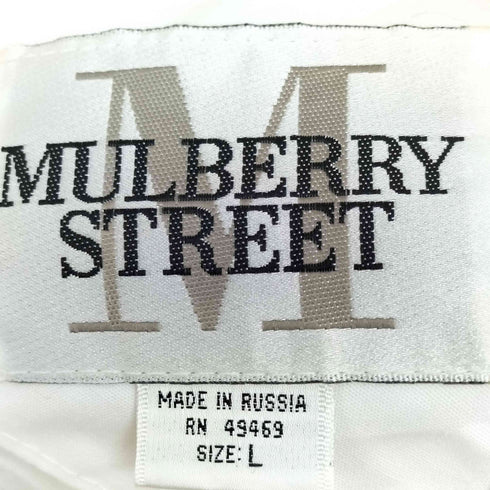 M
MULBERRY
STREET
MADE IN RUSSIA
RN 49469
SIZE: L